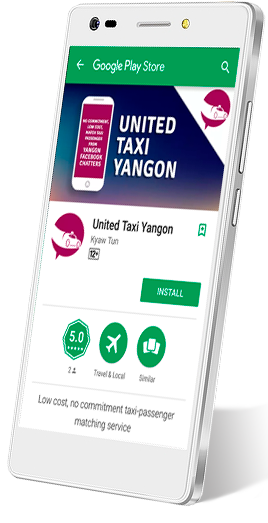 Google Play Store
NO COMMITMENT,
LOW COST,
MATCH TAXI
PASSENGER
FROM
YANGON
FACEBOOK
CHATTERS
UNITED
TAXI
YANGON
United Taxi Yangon
Kyaw Tun
12+
INSTALL
5.0
2
Travel & Local
Similar
Low cost, no commitment taxi-passenger
matching service